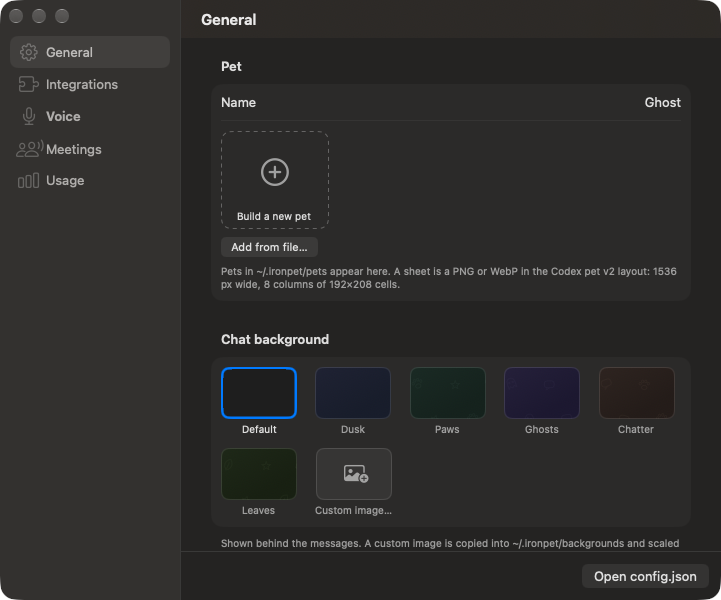 General
General
Integrations
Voice
Meetings
Usage
Pet
Name
Ghost
Build a new pet
Add from file...
Pets in ~/.ironpet/pets appear here. A sheet is a PNG or WebP in the Codex pet v2 layout: 1536
px wide, 8 columns of 192×208 cells.
Chat background
Default
Dusk
Paws
Ghosts
Chatter
Leaves
Custom image...
Shown behind the messages. A custom image is copied into ~/.ironpet/backgrounds and scaled
Open config.json